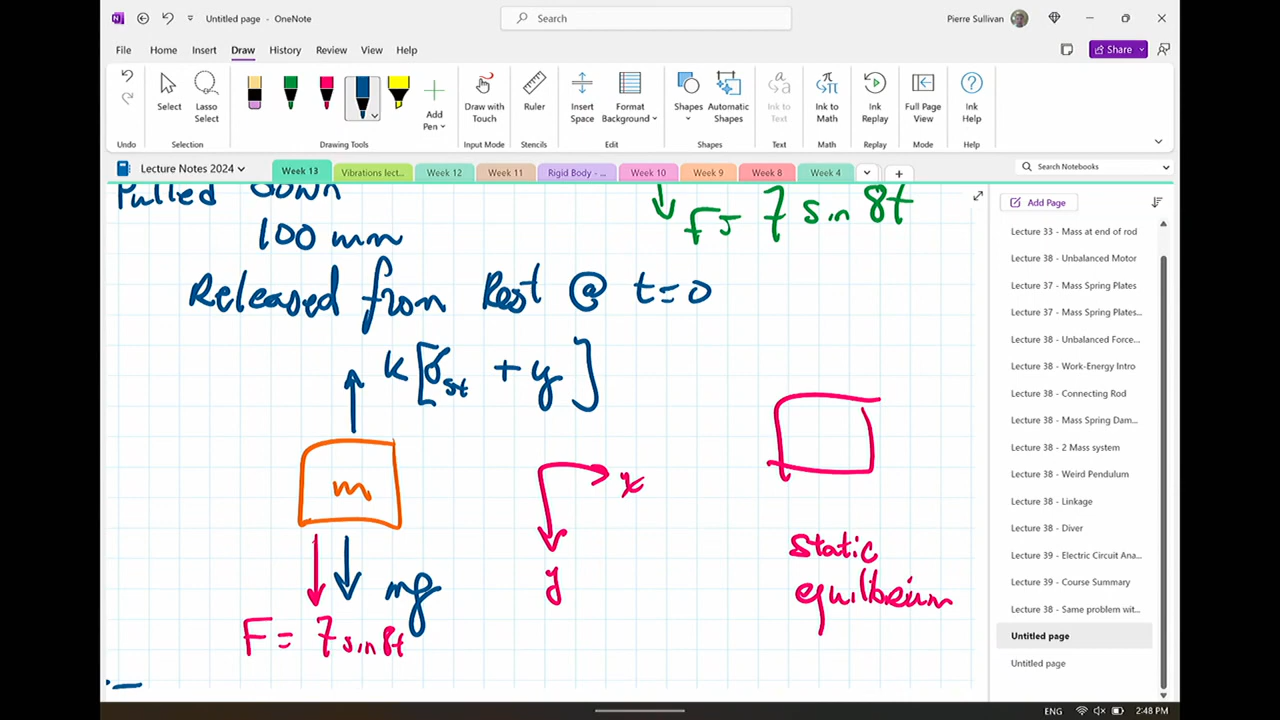 Untitled page - OneNote
Search
Pierre Sullivan
File Home Insert Draw History Review View Help
Share
Select
Lasso Select
Add Pen
Draw with Touch
Ruler
Insert Space
Format Background
Shapes
Automatic Shapes
Ink to Text
Ink to Math
Ink Replay
Full Page View
Ink Help
Undo
Selection
Drawing Tools
Input Mode
Stencils
Edit
Shapes
Text
Math
Replay
Mode
Help
Lecture Notes 2024
Week 13
Vibrations lect...
Week 12
Week 11
Rigid Body - ...
Week 10
Week 9
Week 8
Week 4
Search Notebooks
Add Page
Lecture 33 - Mass at end of rod
Lecture 38 - Unbalanced Motor
Lecture 37 - Mass Spring Plates
Lecture 37 - Mass Spring Plates...
Lecture 38 - Unbalanced Force...
Lecture 38 - Work-Energy Intro
Lecture 38 - Connecting Rod
Lecture 38 - Mass Spring Dam...
Lecture 38 - 2 Mass system
Lecture 38 - Weird Pendulum
Lecture 38 - Linkage
Lecture 38 - Diver
Lecture 39 - Electric Circuit Ana...
Lecture 39 - Course Summary
Lecture 38 - Same problem wit...
Untitled page
Untitled page
Pulled down
100 mm
F = 7 sin 8t
Released from Rest @ t=0
k[δst + y]
m
x
y
mg
F = 7 sin 8t
Static
equilibrium
ENG
2:48 PM